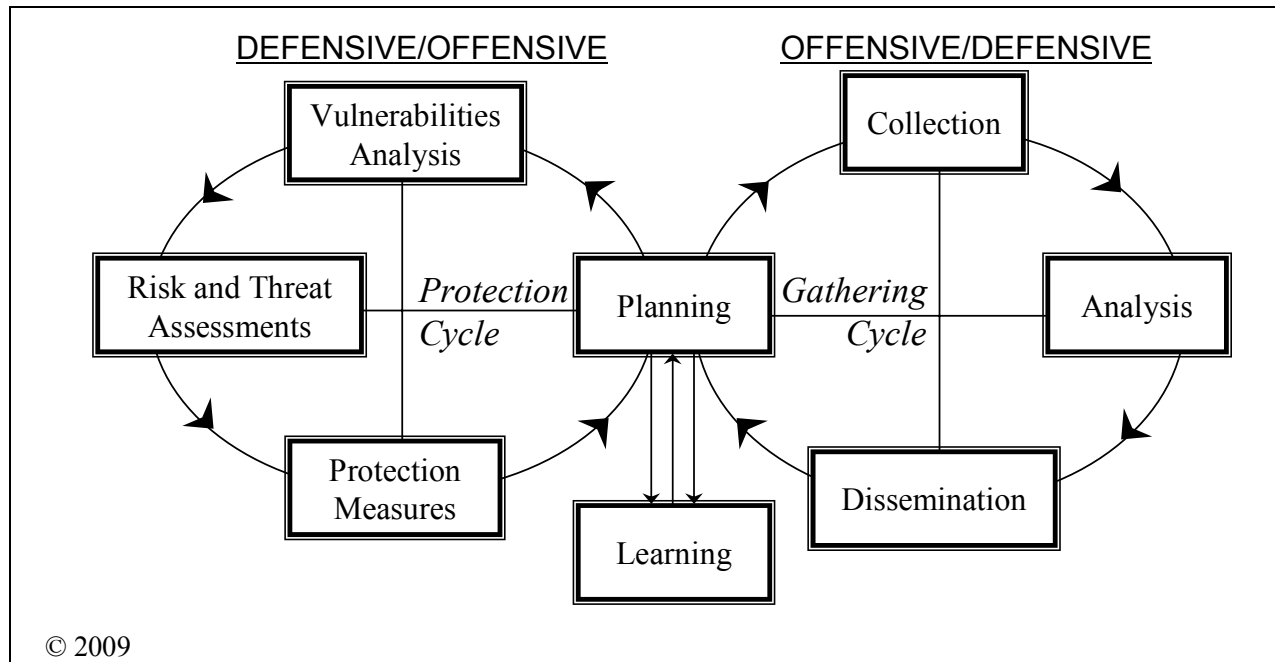 DEFENSIVE/OFFENSIVE
OFFENSIVE/DEFENSIVE
Vulnerabilities
Analysis
Collection
Risk and Threat
Assessments
Protection
Cycle
Planning
Gathering
Cycle
Analysis
Protection
Measures
Learning
Dissemination
© 2009